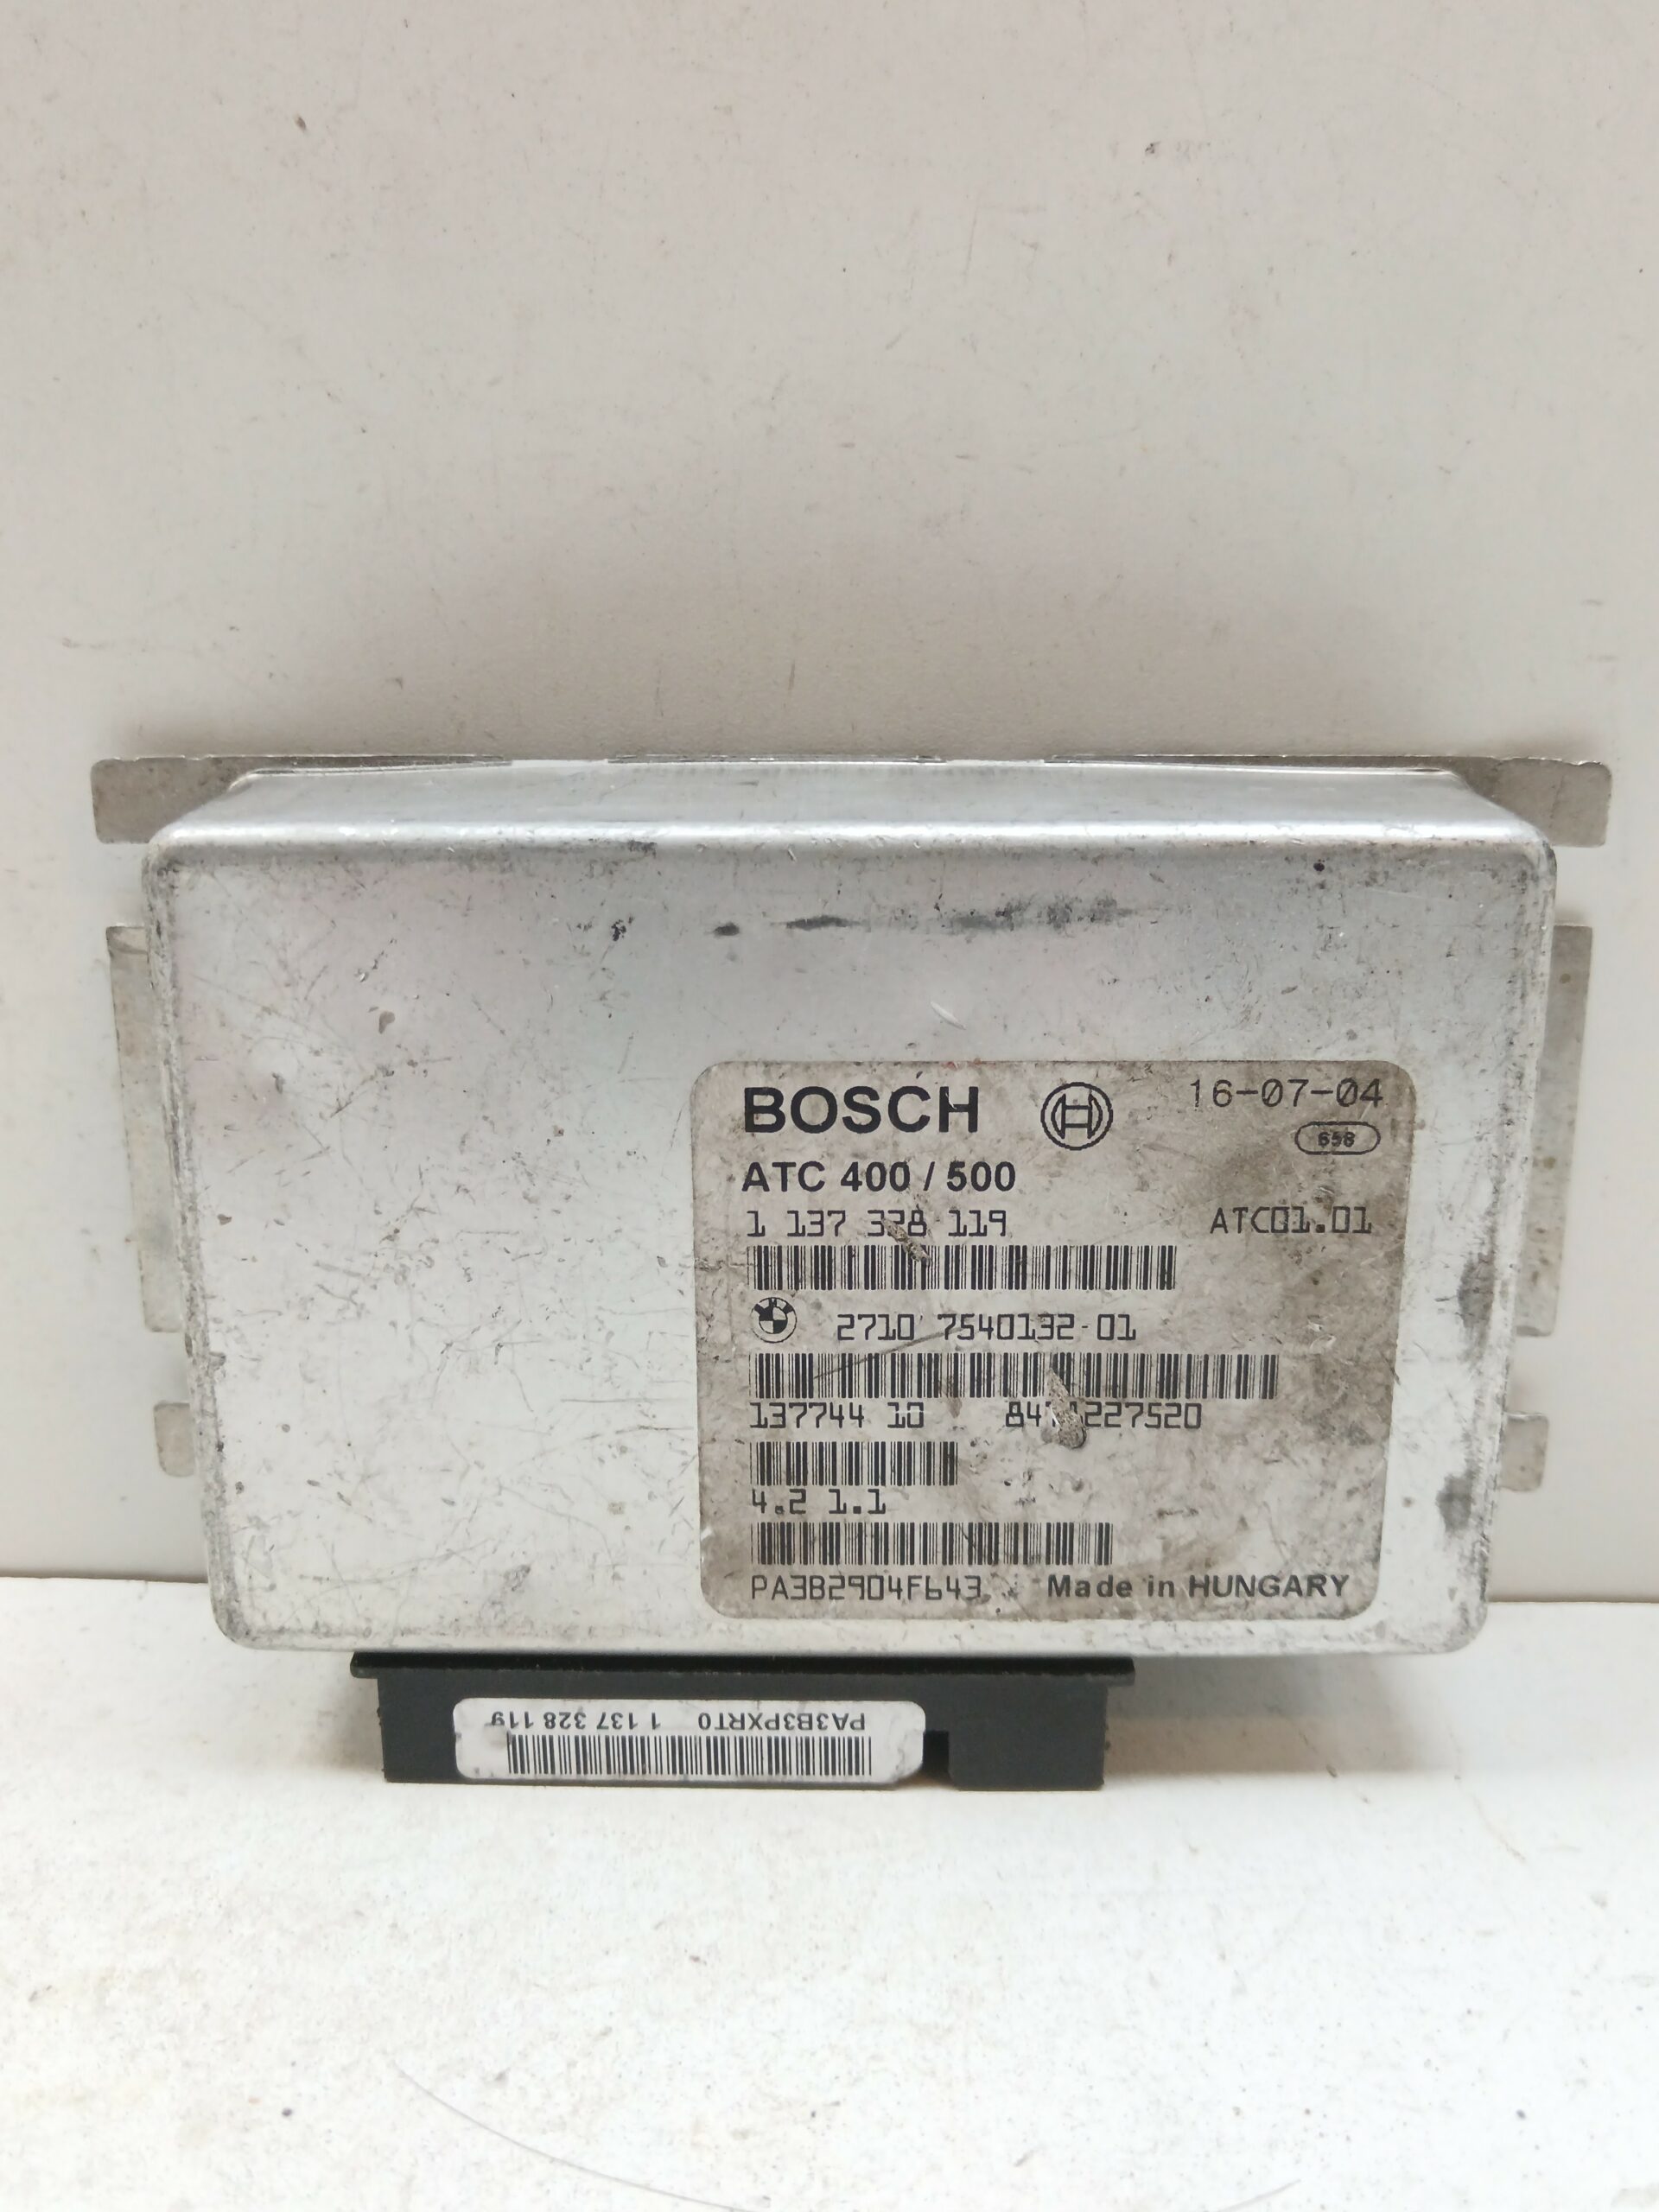 BOSCH 16-07-04
658
ATC 400 / 500
1 137 328 119 ATC01.01
2710 7540132-01
137744 10
4.2 1.1
PA3B2904F643 Made in HUNGARY
PA3B3PXRT0 1 137 328 119